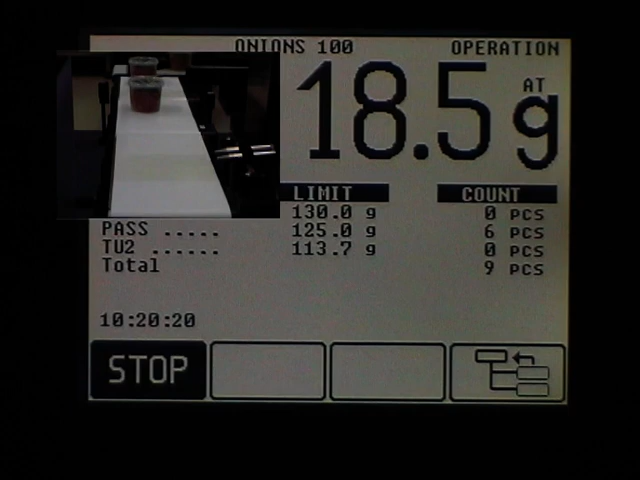 ONIONS 100 OPERATION
AT
18.5 g
LIMIT COUNT
130.0 g 0 PCS
PASS ..... 125.0 g 6 PCS
TU2 ...... 113.7 g 0 PCS
Total 9 PCS
10:20:20
STOP